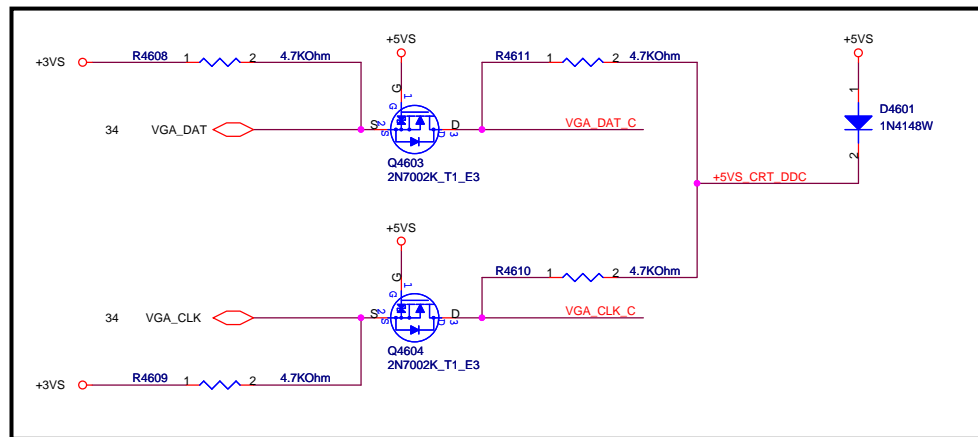 +5VS
+5VS
R4608 1 2 4.7KOhm
R4611 1 2 4.7KOhm
+3VS
G
1
G
1
D4601
1N4148W
2
34 VGA_DAT
S 2 S
D 3 D
VGA_DAT_C
Q4603
2N7002K_T1_E3
+5VS_CRT_DDC
+5VS
R4610 1 2 4.7KOhm
G
1
G
34 VGA_CLK
S 2 S
D 3 D
VGA_CLK_C
Q4604
2N7002K_T1_E3
R4609 1 2 4.7KOhm
+3VS